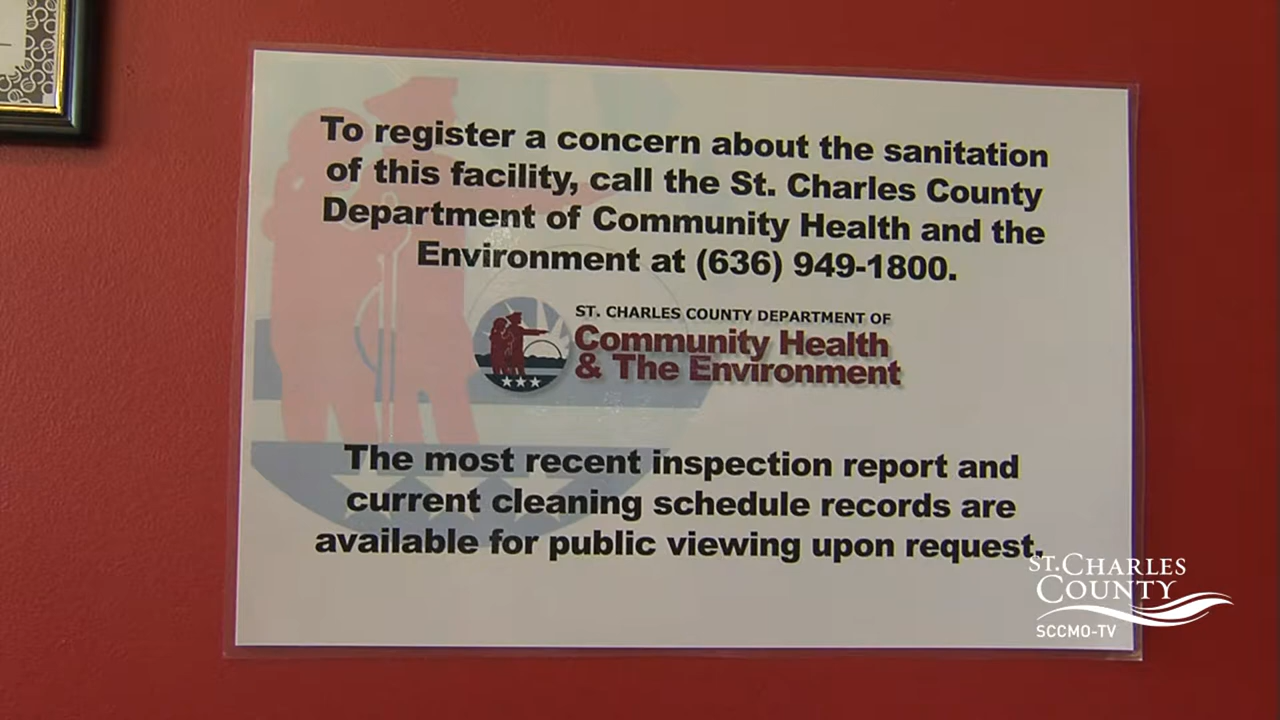 To register a concern about the sanitation
of this facility, call the St. Charles County
Department of Community Health and the
Environment at (636) 949-1800.
ST. CHARLES COUNTY DEPARTMENT OF
Community Health
& The Environment
The most recent inspection report and
current cleaning schedule records are
available for public viewing upon request.
ST. CHARLES
COUNTY
SCCMO-TV